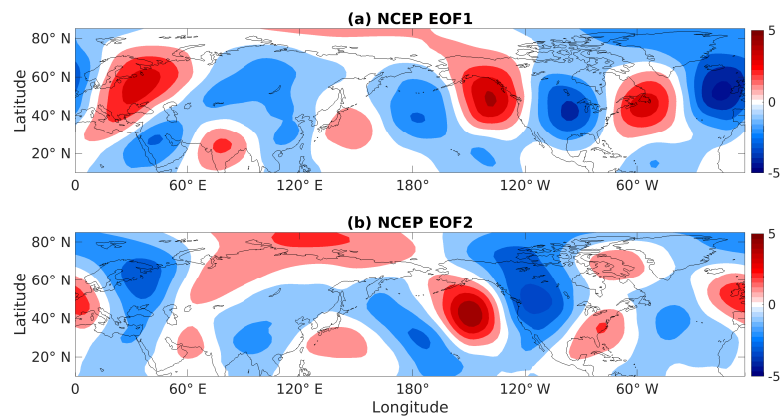 (a) NCEP EOF1
Latitude
80° N
60° N
40° N
20° N
0
60° E
120° E
180°
120° W
60° W
5
0
-5
(b) NCEP EOF2
Latitude
80° N
60° N
40° N
20° N
0
60° E
120° E
180°
120° W
60° W
Longitude
5
0
-5